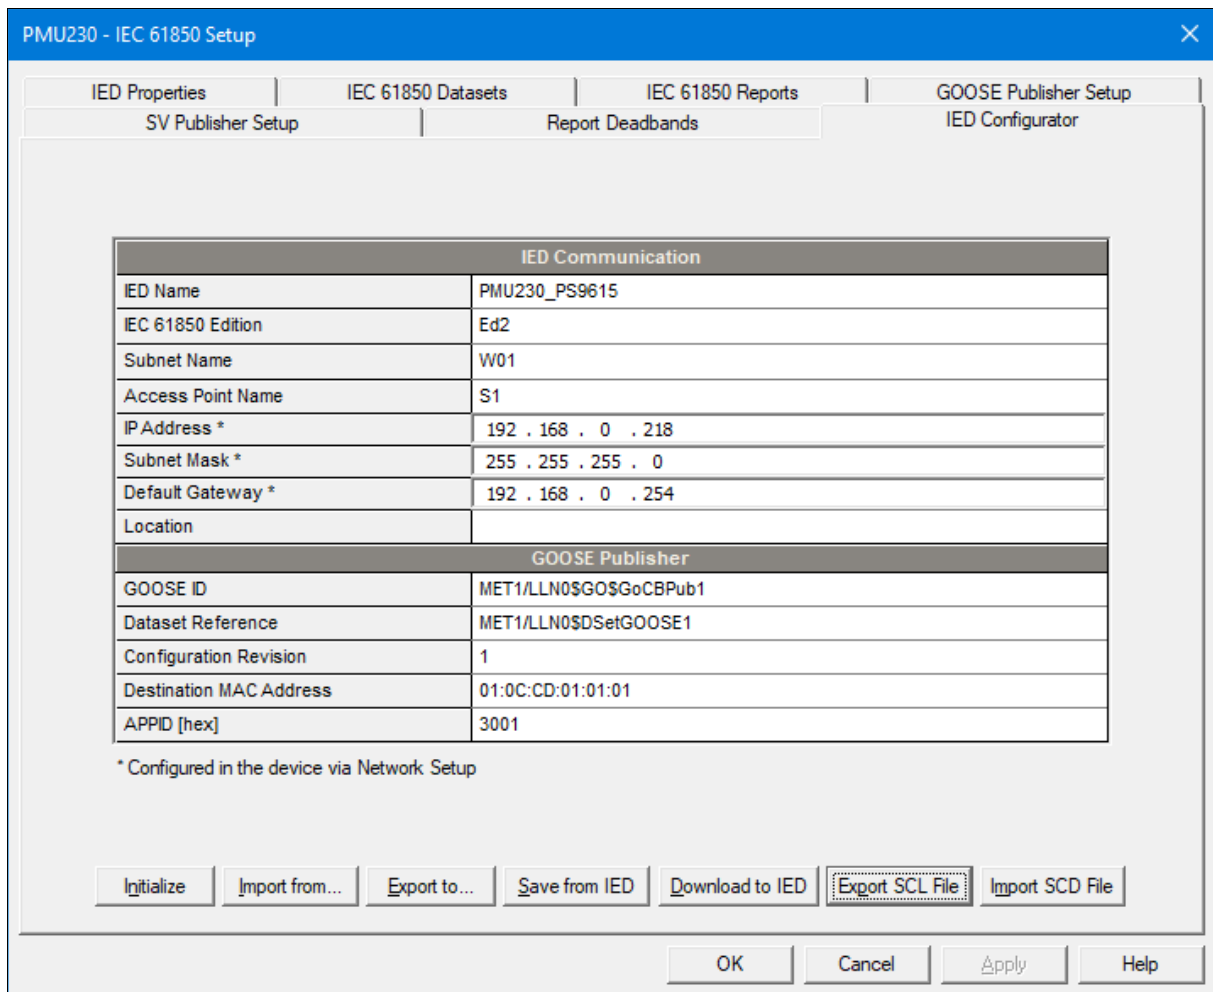 PMU230 - IEC 61850 Setup
IED Properties IEC 61850 Datasets IEC 61850 Reports GOOSE Publisher Setup
SV Publisher Setup Report Deadbands IED Configurator
IED Communication
IED Name PMU230_PS9615
IEC 61850 Edition Ed2
Subnet Name W01
Access Point Name S1
IP Address * 192 . 168 . 0 . 218
Subnet Mask * 255 . 255 . 255 . 0
Default Gateway * 192 . 168 . 0 . 254
Location
GOOSE Publisher
GOOSE ID MET1/LLN0$GO$GoCBPub1
Dataset Reference MET1/LLN0$DSetGOOSE1
Configuration Revision 1
Destination MAC Address 01:0C:CD:01:01:01
APPID [hex] 3001
* Configured in the device via Network Setup
Initialize Import from... Export to... Save from IED Download to IED Export SCL File Import SCD File
OK Cancel Apply Help